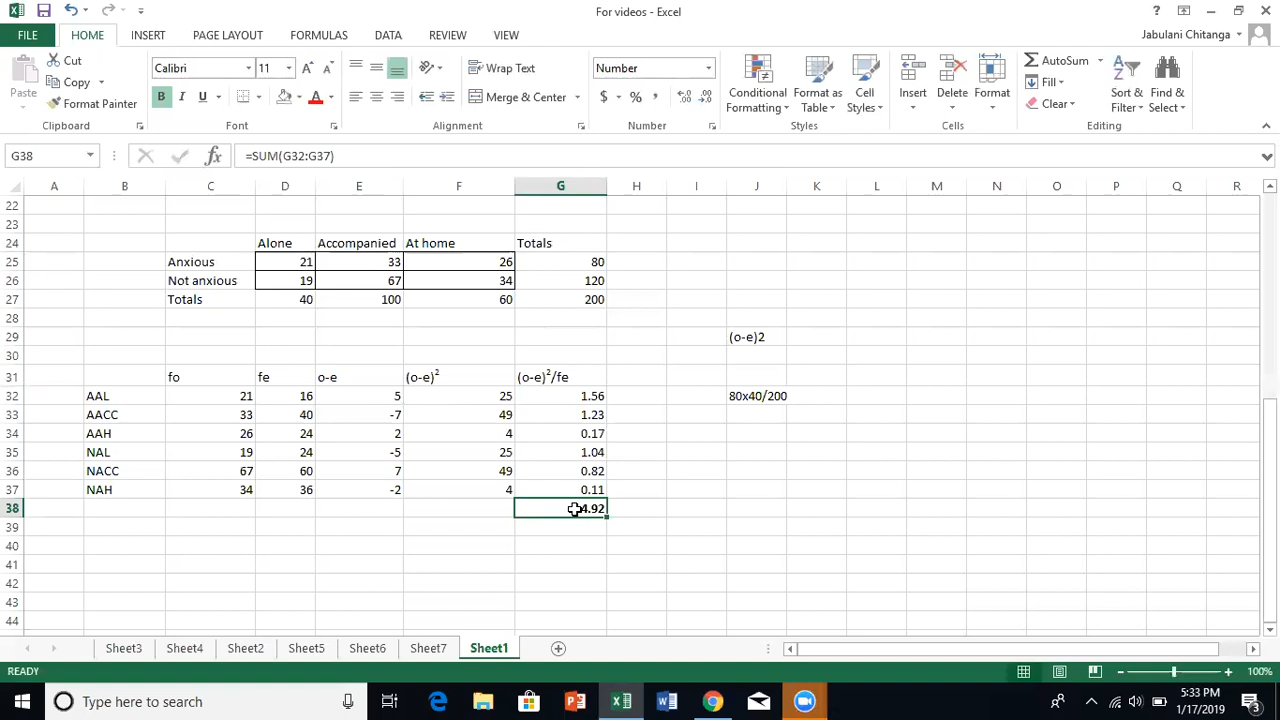 For videos - Excel
FILE HOME INSERT PAGE LAYOUT FORMULAS DATA REVIEW VIEW Jabulani Chitanga
Paste Cut Copy Format Painter Clipboard
Calibri 11 B I U A Font
Wrap Text Merge & Center Alignment
Number $ % , Number
Conditional Formatting Format as Table Cell Styles Styles
Insert Delete Format Cells
AutoSum Fill Clear Sort & Filter Find & Select Editing
G38 fx =SUM(G32:G37)
A B C D E F G H I J K L M N O P Q R
22
23
24 Alone Accompanied At home Totals
25 Anxious 21 33 26 80
26 Not anxious 19 67 34 120
27 Totals 40 100 60 200
28
29 (o-e)2
30
31 fo fe o-e (o-e)² (o-e)²/fe
32 AAL 21 16 5 25 1.56 80x40/200
33 AACC 33 40 -7 49 1.23
34 AAH 26 24 2 4 0.17
35 NAL 19 24 -5 25 1.04
36 NACC 67 60 7 49 0.82
37 NAH 34 36 -2 4 0.11
38 4.92
39
40
41
42
43
44
Sheet3 Sheet4 Sheet2 Sheet5 Sheet6 Sheet7 Sheet1
READY 100%
Type here to search 5:33 PM
1/17/2019 3